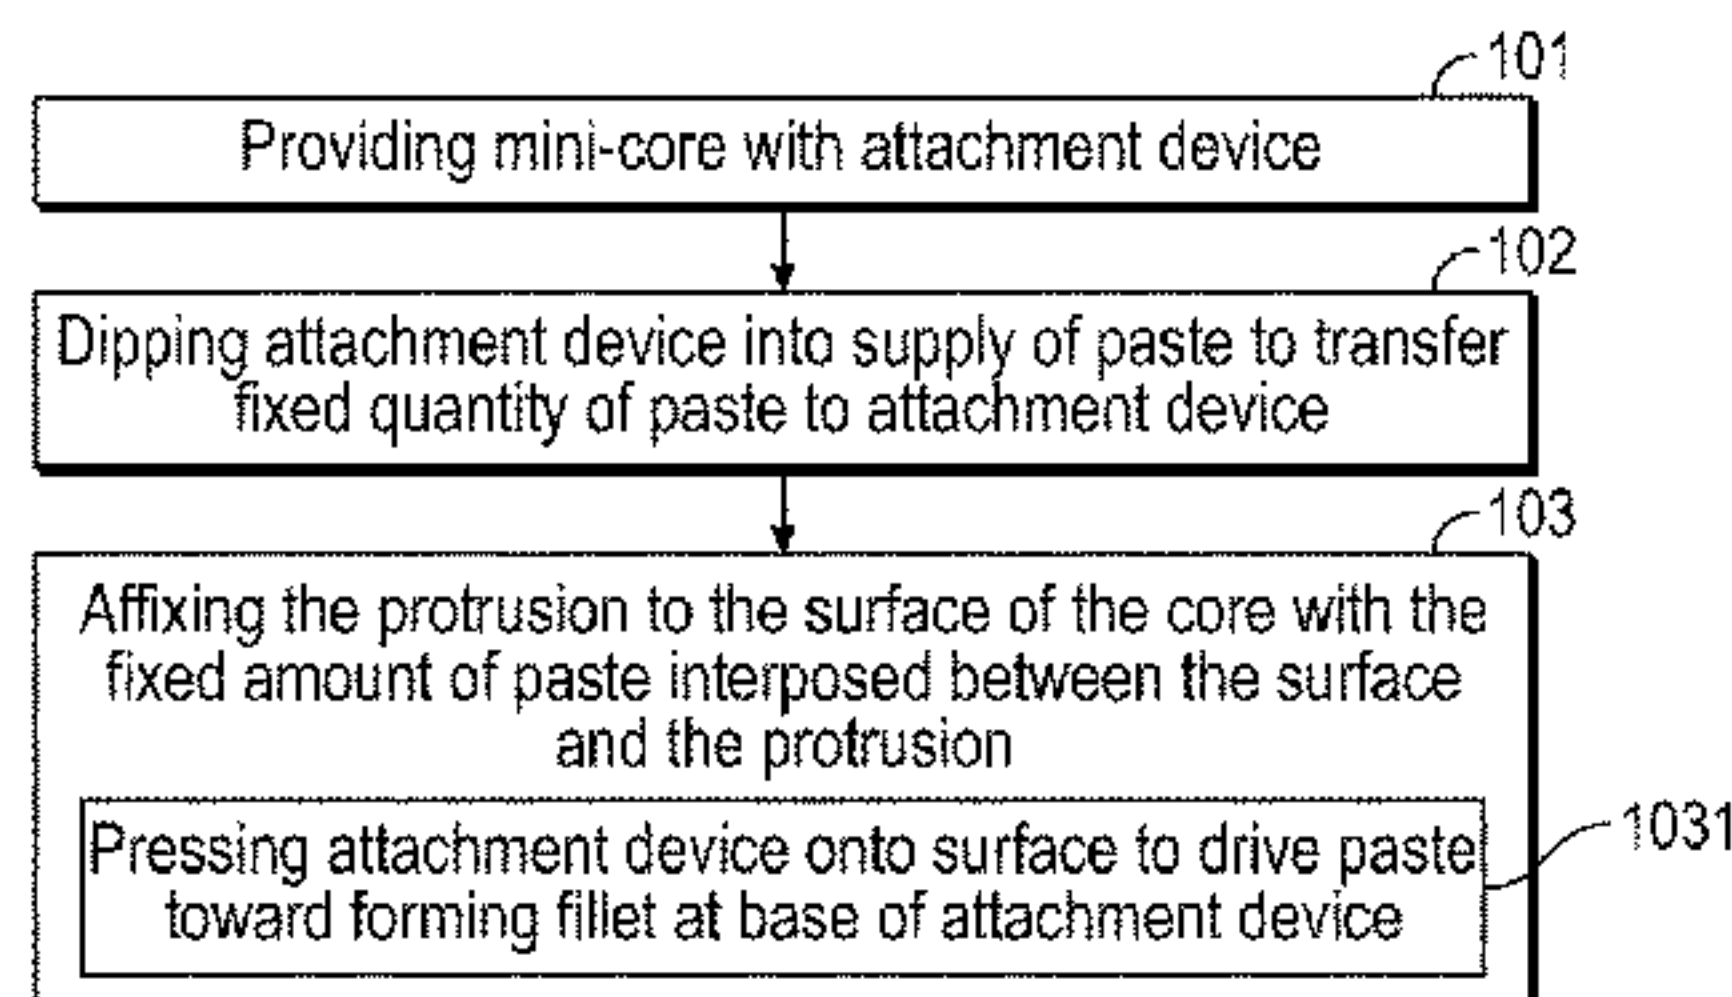 101
Providing mini-core with attachment device
102
Dipping attachment device into supply of paste to transfer
fixed quantity of paste to attachment device
103
Affixing the protrusion to the surface of the core with the
fixed amount of paste interposed between the surface
and the protrusion
Pressing attachment device onto surface to drive paste
toward forming fillet at base of attachment device
1031